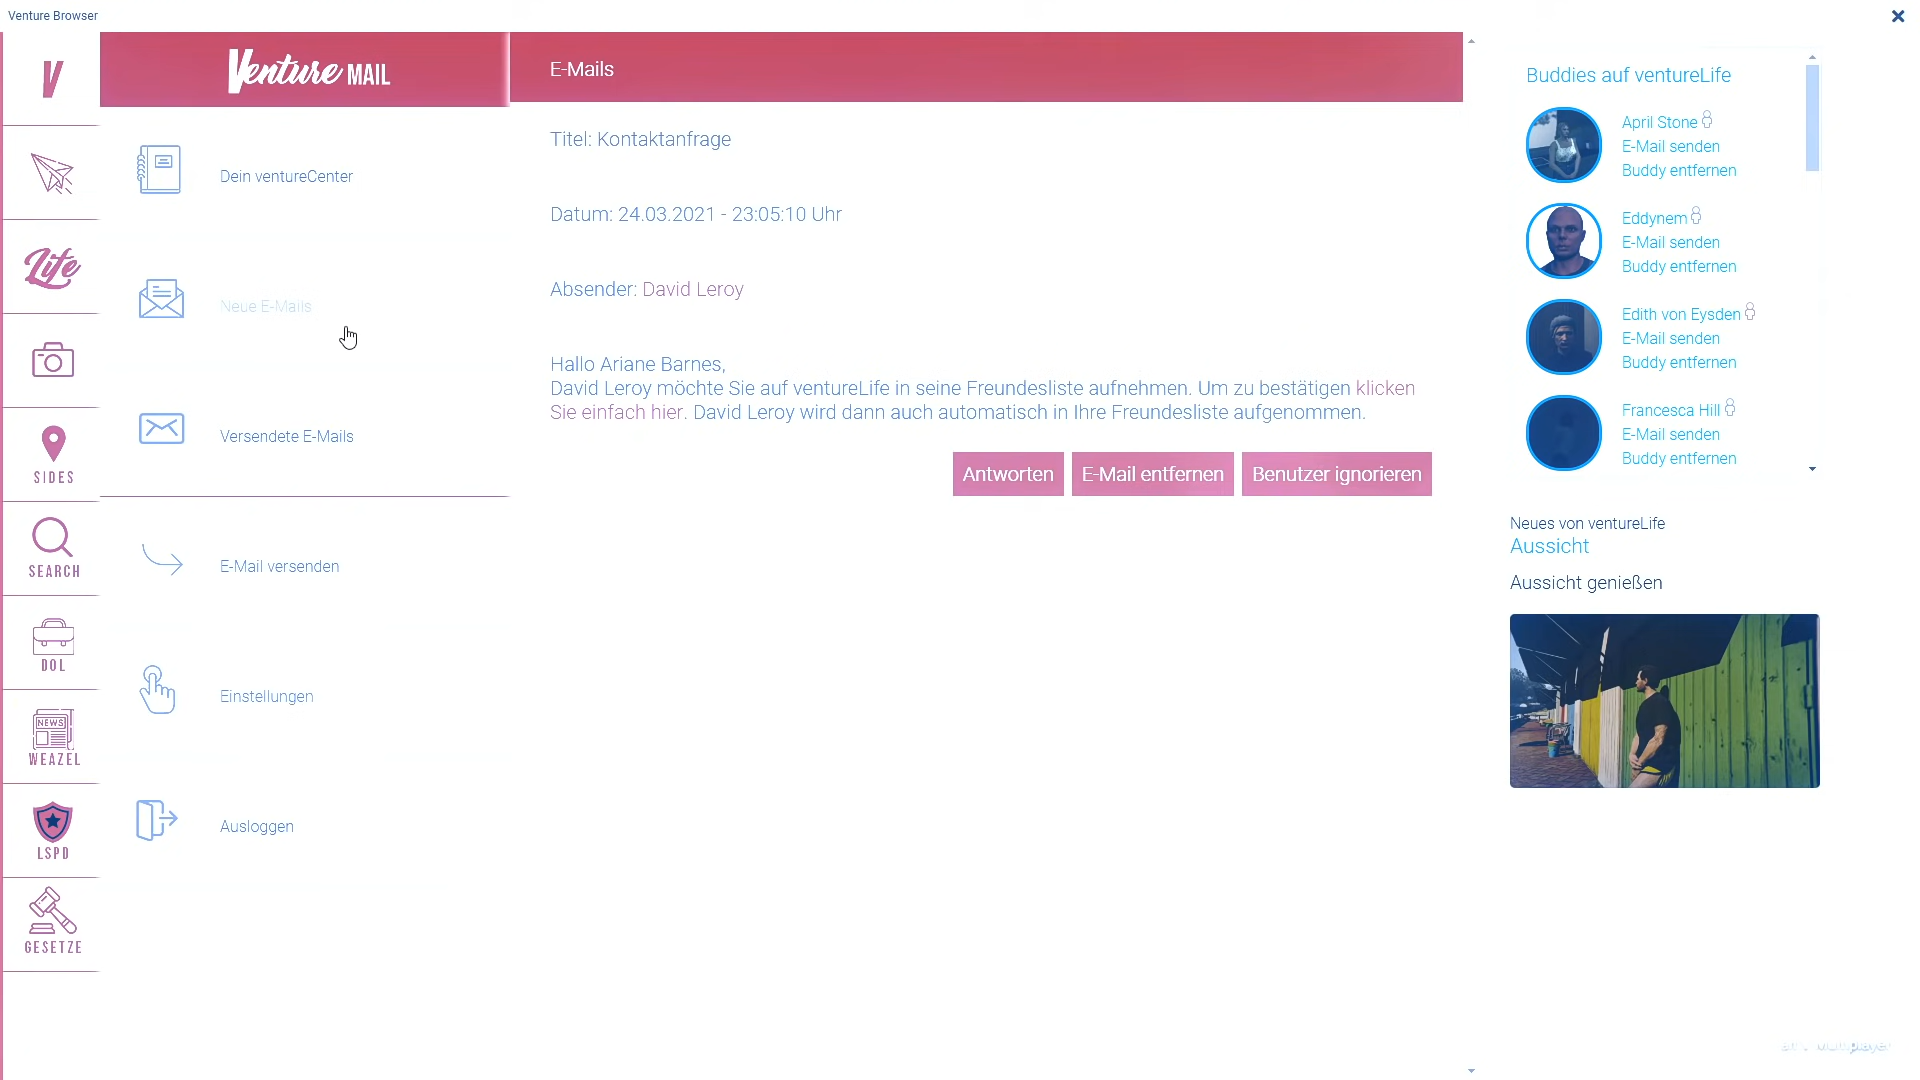 Venture Browser
Venture MAIL
E-Mails
V
Life
SIDES
SEARCH
DOL
NEWS
WEAZEL
LSPD
GESETZE
Dein ventureCenter
Neue E-Mails
Versendete E-Mails
E-Mail versenden
Einstellungen
Ausloggen
Titel: Kontaktanfrage
Datum: 24.03.2021 - 23:05:10 Uhr
Absender: David Leroy
Hallo Ariane Barnes,
David Leroy möchte Sie auf ventureLife in seine Freundesliste aufnehmen. Um zu bestätigen klicken
Sie einfach hier. David Leroy wird dann auch automatisch in Ihre Freundesliste aufgenommen.
Antworten
E-Mail entfernen
Benutzer ignorieren
Buddies auf ventureLife
April Stone
E-Mail senden
Buddy entfernen
Eddynem
E-Mail senden
Buddy entfernen
Edith von Eysden
E-Mail senden
Buddy entfernen
Francesca Hill
E-Mail senden
Buddy entfernen
Neues von ventureLife
Aussicht
Aussicht genießen
Multiplayer